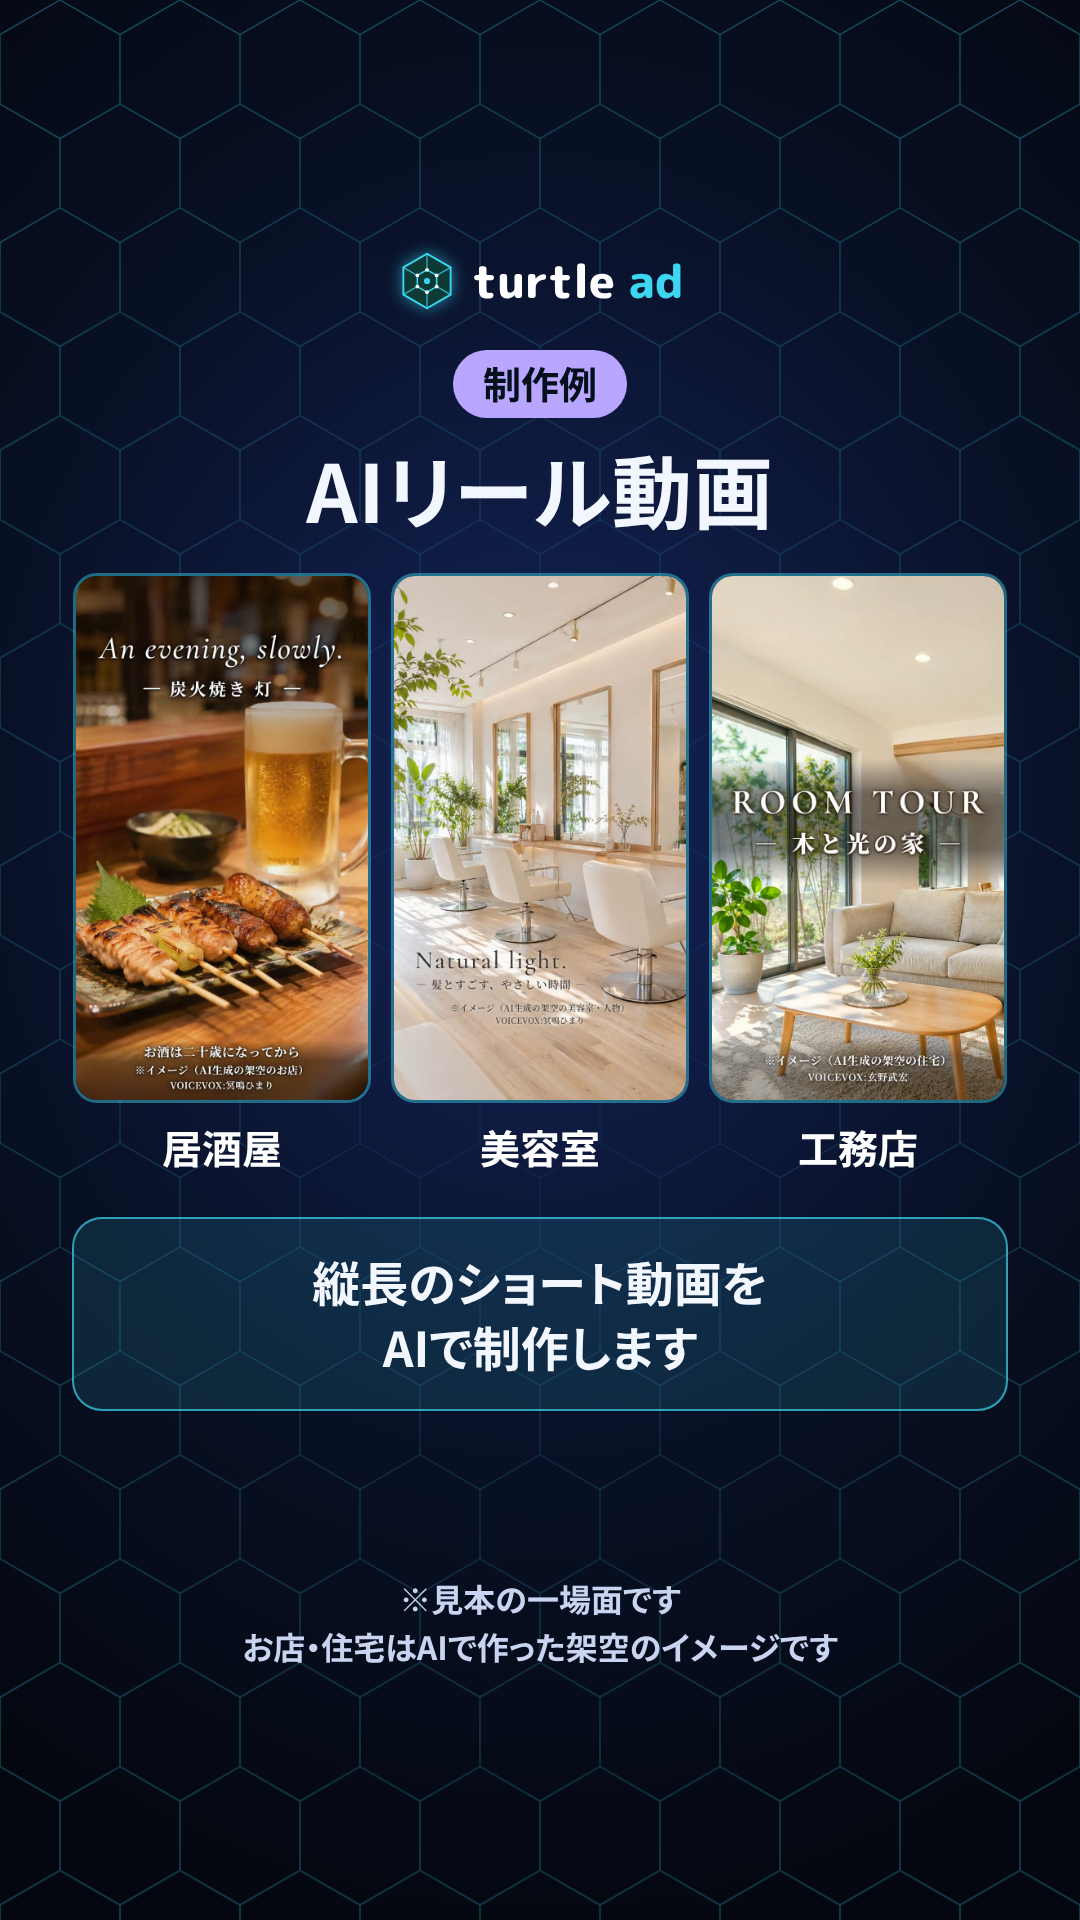 turtle ad
制作例
AIリール動画
An evening, slowly.
— 炭火焼き 灯 —
お酒は二十歳になってから
※イメージ（AI生成の架空のお店）
VOICEVOX:冥鳴ひまり
Natural light.
— 髪とすごす、やさしい時間 —
※イメージ（AI生成の架空の美容室・人物）
VOICEVOX:冥鳴ひまり
ROOM TOUR
— 木と光の家 —
※イメージ（AI生成の架空の住宅）
VOICEVOX:玄野武宏
居酒屋
美容室
工務店
縦長のショート動画を
AIで制作します
※見本の一場面です
お店・住宅はAIで作った架空のイメージです